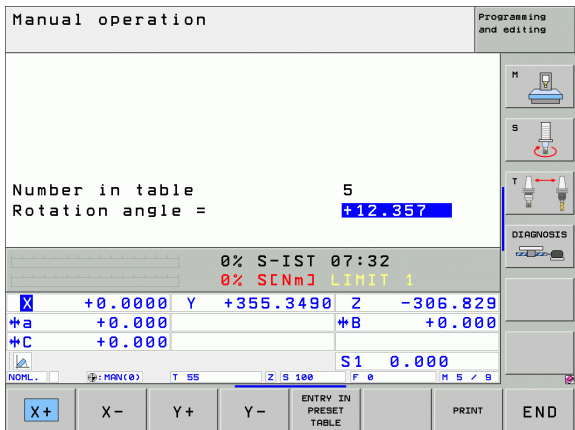 Manual operation
Programming
and editing
M
S
T
Number in table 5
Rotation angle = +12.357
DIAGNOSIS
0% S-IST 07:32
0% S[Nm] LIMIT 1
X +0.0000 Y +355.3490 Z -306.829
a +0.000 B +0.000
C +0.000
S1 0.000
NOML. : MAN(0) T 55 Z S 100 F 0 M 5 / 9
X+ X- Y+ Y- ENTRY IN PRESET TABLE PRINT END